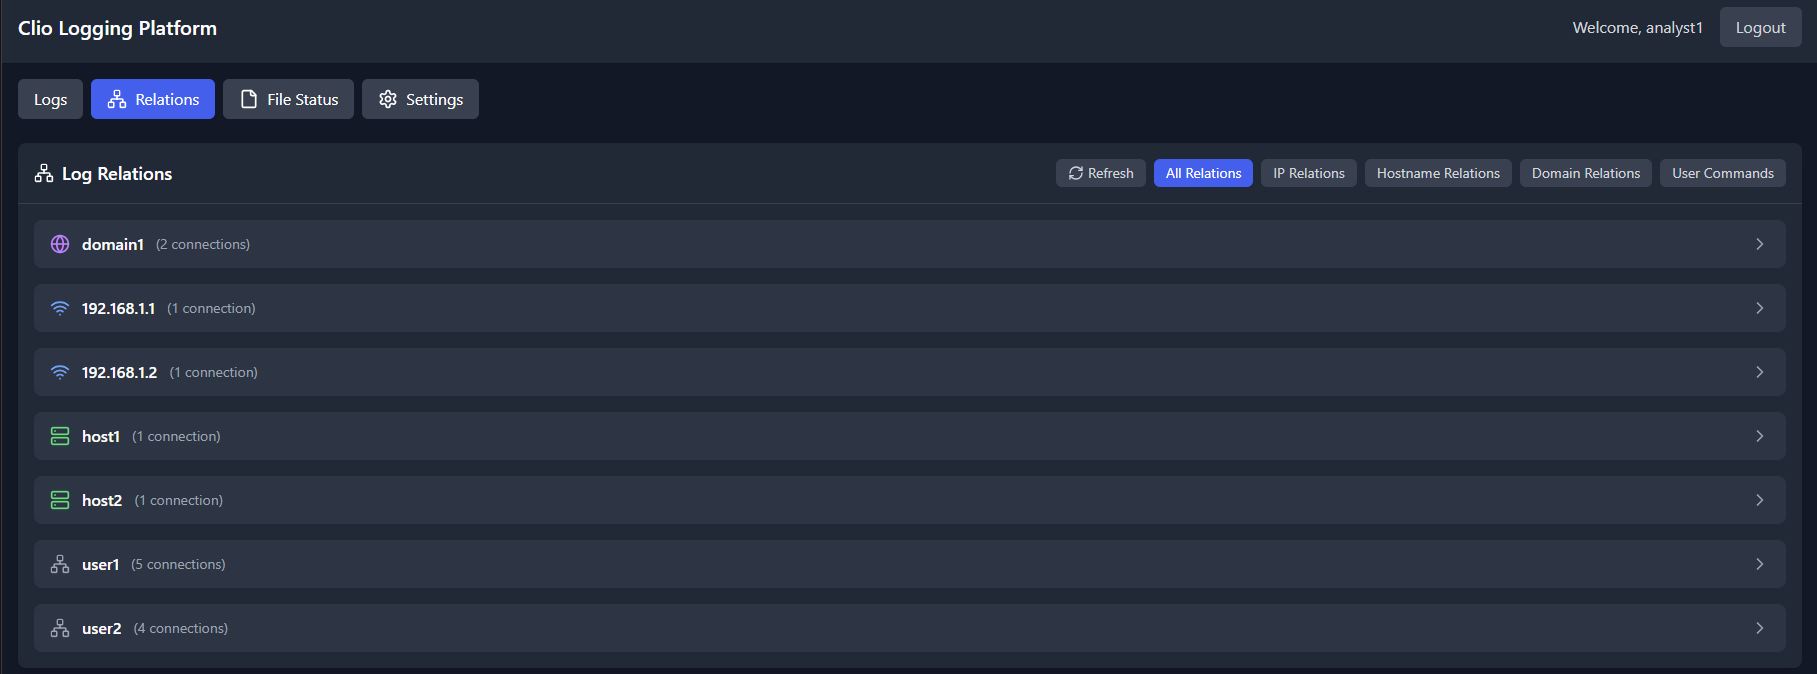 Clio Logging Platform
Welcome, analyst1
Logout
Logs
Relations
File Status
Settings
Log Relations
Refresh
All Relations
IP Relations
Hostname Relations
Domain Relations
User Commands
domain1 (2 connections)
192.168.1.1 (1 connection)
192.168.1.2 (1 connection)
host1 (1 connection)
host2 (1 connection)
user1 (5 connections)
user2 (4 connections)